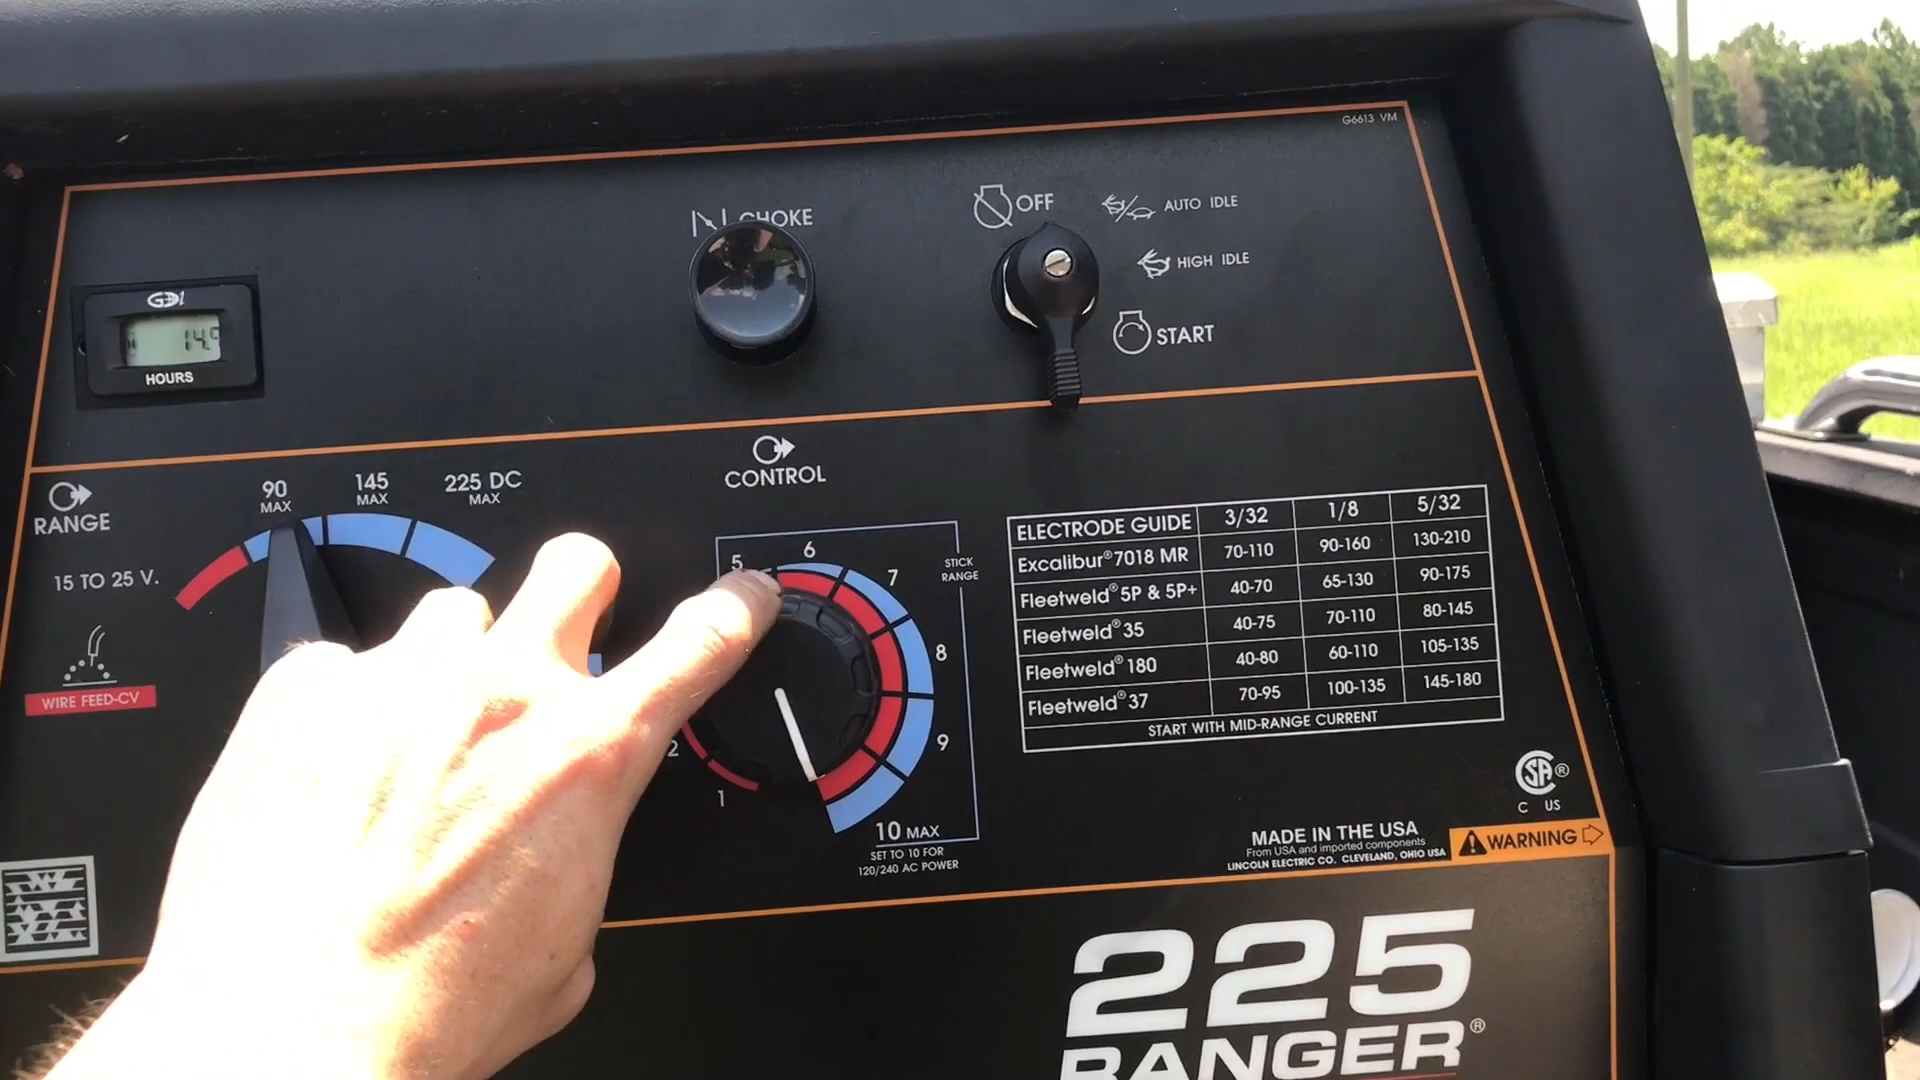 G6613 VM
CHOKE
OFF
AUTO IDLE
HIGH IDLE
START
14.9
HOURS
RANGE
90
MAX
145
MAX
225 DC
MAX
15 TO 25 V.
WIRE FEED-CV
CONTROL
5
6
7
8
9
10 MAX
1
2
STICK
RANGE
SET TO 10 FOR
120/240 AC POWER
ELECTRODE GUIDE 3/32 1/8 5/32
Excalibur®7018 MR 70-110 90-160 130-210
Fleetweld®5P & 5P+ 40-70 65-130 90-175
Fleetweld®35 40-75 70-110 80-145
Fleetweld®180 40-80 60-110 105-135
Fleetweld®37 70-95 100-135 145-180
START WITH MID-RANGE CURRENT
SA®
C US
MADE IN THE USA
From USA and imported components
LINCOLN ELECTRIC CO. CLEVELAND, OHIO USA
WARNING
225
RANGER®